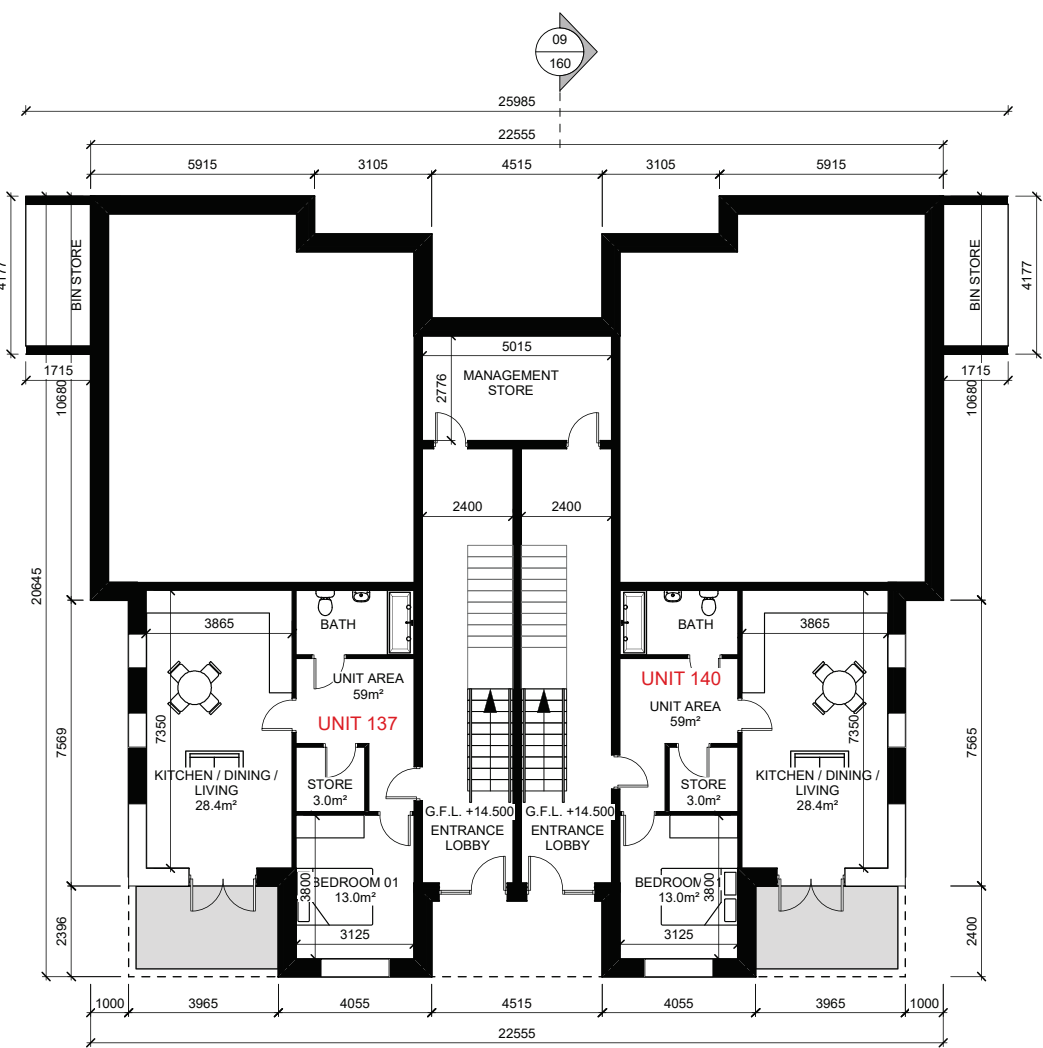 09
160
25985
22555
5915
3105
4515
3105
5915
4177
BIN STORE
BIN STORE
4177
5015
1715
MANAGEMENT
STORE
2776
1715
10680
10680
2400
2400
20645
3865
BATH
BATH
3865
UNIT AREA
59m²
UNIT 140
UNIT AREA
59m²
UNIT 137
7350
7350
7569
7565
KITCHEN / DINING /
LIVING
28.4m²
STORE
3.0m²
STORE
3.0m²
KITCHEN / DINING /
LIVING
28.4m²
G.F.L. +14.500
ENTRANCE
LOBBY
G.F.L. +14.500
ENTRANCE
LOBBY
3800
BEDROOM 01
13.0m²
BEDROOM 01
13.0m²
3800
2396
3125
3125
2400
1000
3965
4055
4515
4055
3965
1000
22555